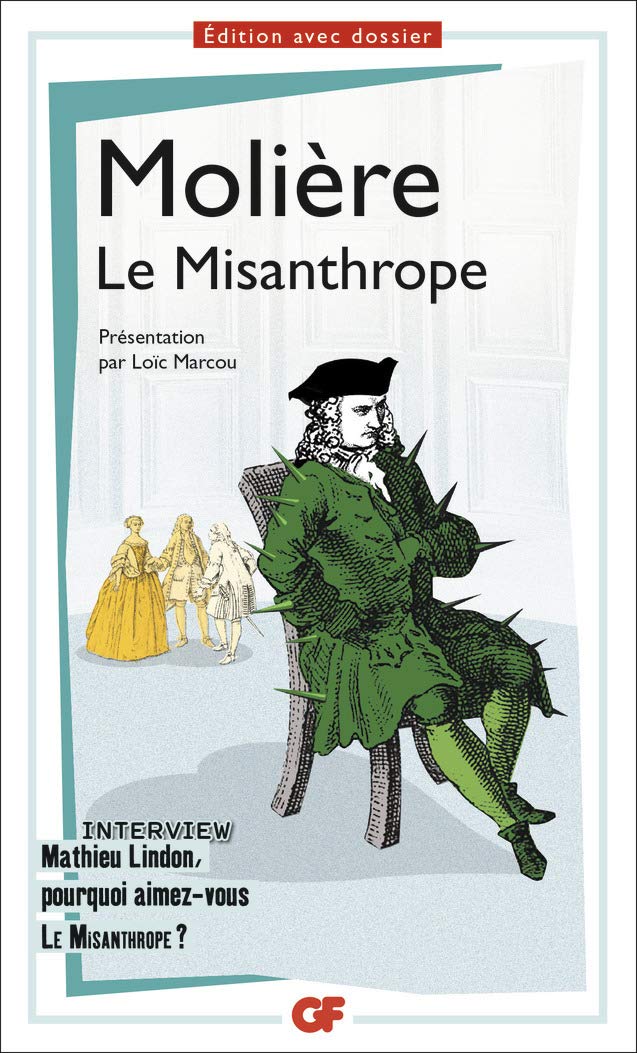 Édition avec dossier
Molière
Le Misanthrope
Présentation
par Loïc Marcou
INTERVIEW
Mathieu Lindon,
pourquoi aimez-vous
LE MISANTHROPE ?
GF